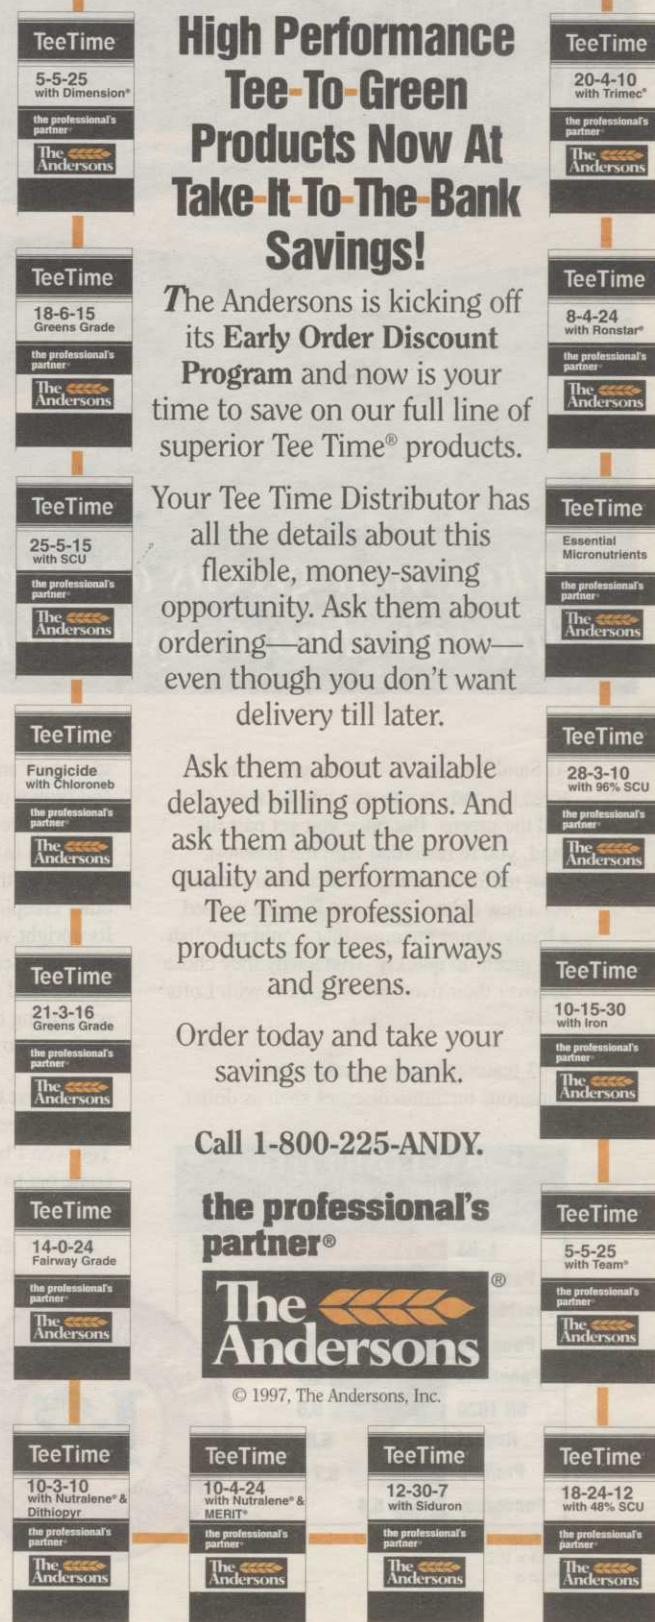 High Performance
Tee-To-Green
Products Now At
Take-It-To-The-Bank
Savings!
The Andersons is kicking off
its Early Order Discount
Program and now is your
time to save on our full line of
superior Tee Time® products.
Your Tee Time Distributor has
all the details about this
flexible, money-saving
opportunity. Ask them about
ordering—and saving now—
even though you don't want
delivery till later.
Ask them about available
delayed billing options. And
ask them about the proven
quality and performance of
Tee Time professional
products for tees, fairways
and greens.
Order today and take your
savings to the bank.
Call 1-800-225-ANDY.
the professional's
partner®
The
Andersons®
© 1997, The Andersons, Inc.
TeeTime
5-5-25
with Dimension®
the professional's
partner®
The
Andersons
TeeTime
18-6-15
Greens Grade
the professional's
partner®
The
Andersons
TeeTime
25-5-15
with SCU
the professional's
partner®
The
Andersons
TeeTime
Fungicide
with Chloroneb
the professional's
partner®
The
Andersons
TeeTime
21-3-16
Greens Grade
the professional's
partner®
The
Andersons
TeeTime
14-0-24
Fairway Grade
the professional's
partner®
The
Andersons
TeeTime
10-3-10
with Nutralene® &
Dithiopyr
the professional's
partner®
The
Andersons
TeeTime
10-4-24
with Nutralene® &
MERIT®
the professional's
partner®
The
Andersons
TeeTime
12-30-7
with Siduron
the professional's
partner®
The
Andersons
TeeTime
18-24-12
with 48% SCU
the professional's
partner®
The
Andersons
TeeTime
20-4-10
with Trimec®
the professional's
partner®
The
Andersons
TeeTime
8-4-24
with Ronstar®
the professional's
partner®
The
Andersons
TeeTime
Essential
Micronutrients
the professional's
partner®
The
Andersons
TeeTime
28-3-10
with 96% SCU
the professional's
partner®
The
Andersons
TeeTime
10-15-30
with Iron
the professional's
partner®
The
Andersons
TeeTime
5-5-25
with Team®
the professional's
partner®
The
Andersons